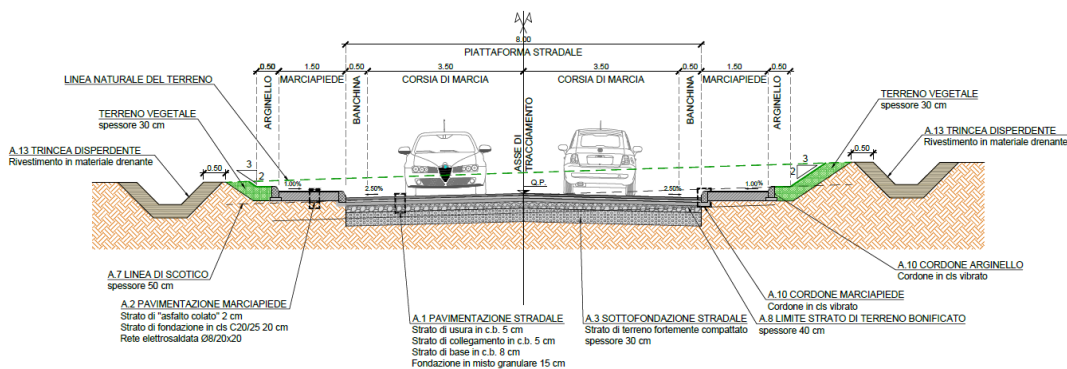 8.00
PIATTAFORMA STRADALE
0.50 1.50 0.50 3.50 3.50 0.50 1.50 0.50
MARCIAPIEDE CORSIA DI MARCIA CORSIA DI MARCIA MARCIAPIEDE
ARGINELLO
BANCHINA
ASSE DI
TRACCIAMENTO
BANCHINA
ARGINELLO
LINEA NATURALE DEL TERRENO
TERRENO VEGETALE
spessore 30 cm
A.13 TRINCEA DISPERDENTE
Rivestimento in materiale drenante
TERRENO VEGETALE
spessore 30 cm
A.13 TRINCEA DISPERDENTE
Rivestimento in materiale drenante
0.50
3
2
1.00%
2.50%
Q.P.
2.50%
1.00%
3
2
0.50
A.7 LINEA DI SCOTICO
spessore 50 cm
A.2 PAVIMENTAZIONE MARCIAPIEDE
Strato di "asfalto colato" 2 cm
Strato di fondazione in cls C20/25 20 cm
Rete elettrosaldata Ø8/20x20
A.1 PAVIMENTAZIONE STRADALE
Strato di usura in c.b. 5 cm
Strato di collegamento in c.b. 5 cm
Strato di base in c.b. 8 cm
Fondazione in misto granulare 15 cm
A.3 SOTTOFONDAZIONE STRADALE
Strato di terreno fortemente compattato
spessore 30 cm
A.10 CORDONE ARGINELLO
Cordone in cls vibrato
A.10 CORDONE MARCIAPIEDE
Cordone in cls vibrato
A.8 LIMITE STRATO DI TERRENO BONIFICATO
spessore 40 cm